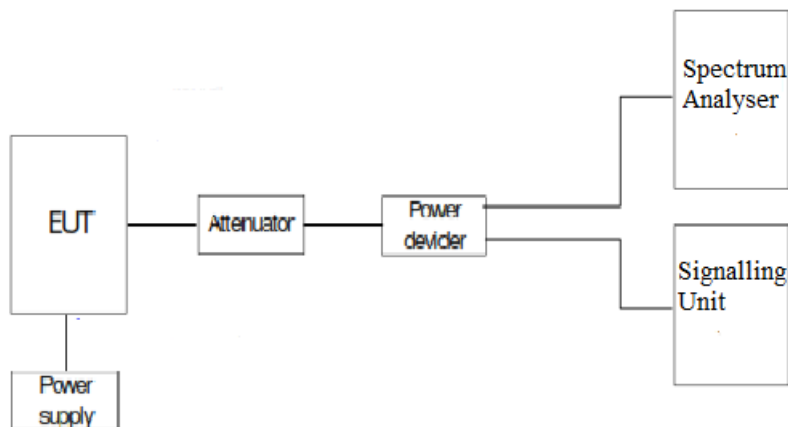 Spectrum
Analyser
EUT
Attenuator
Power
devider
Signalling
Unit
Power
supply